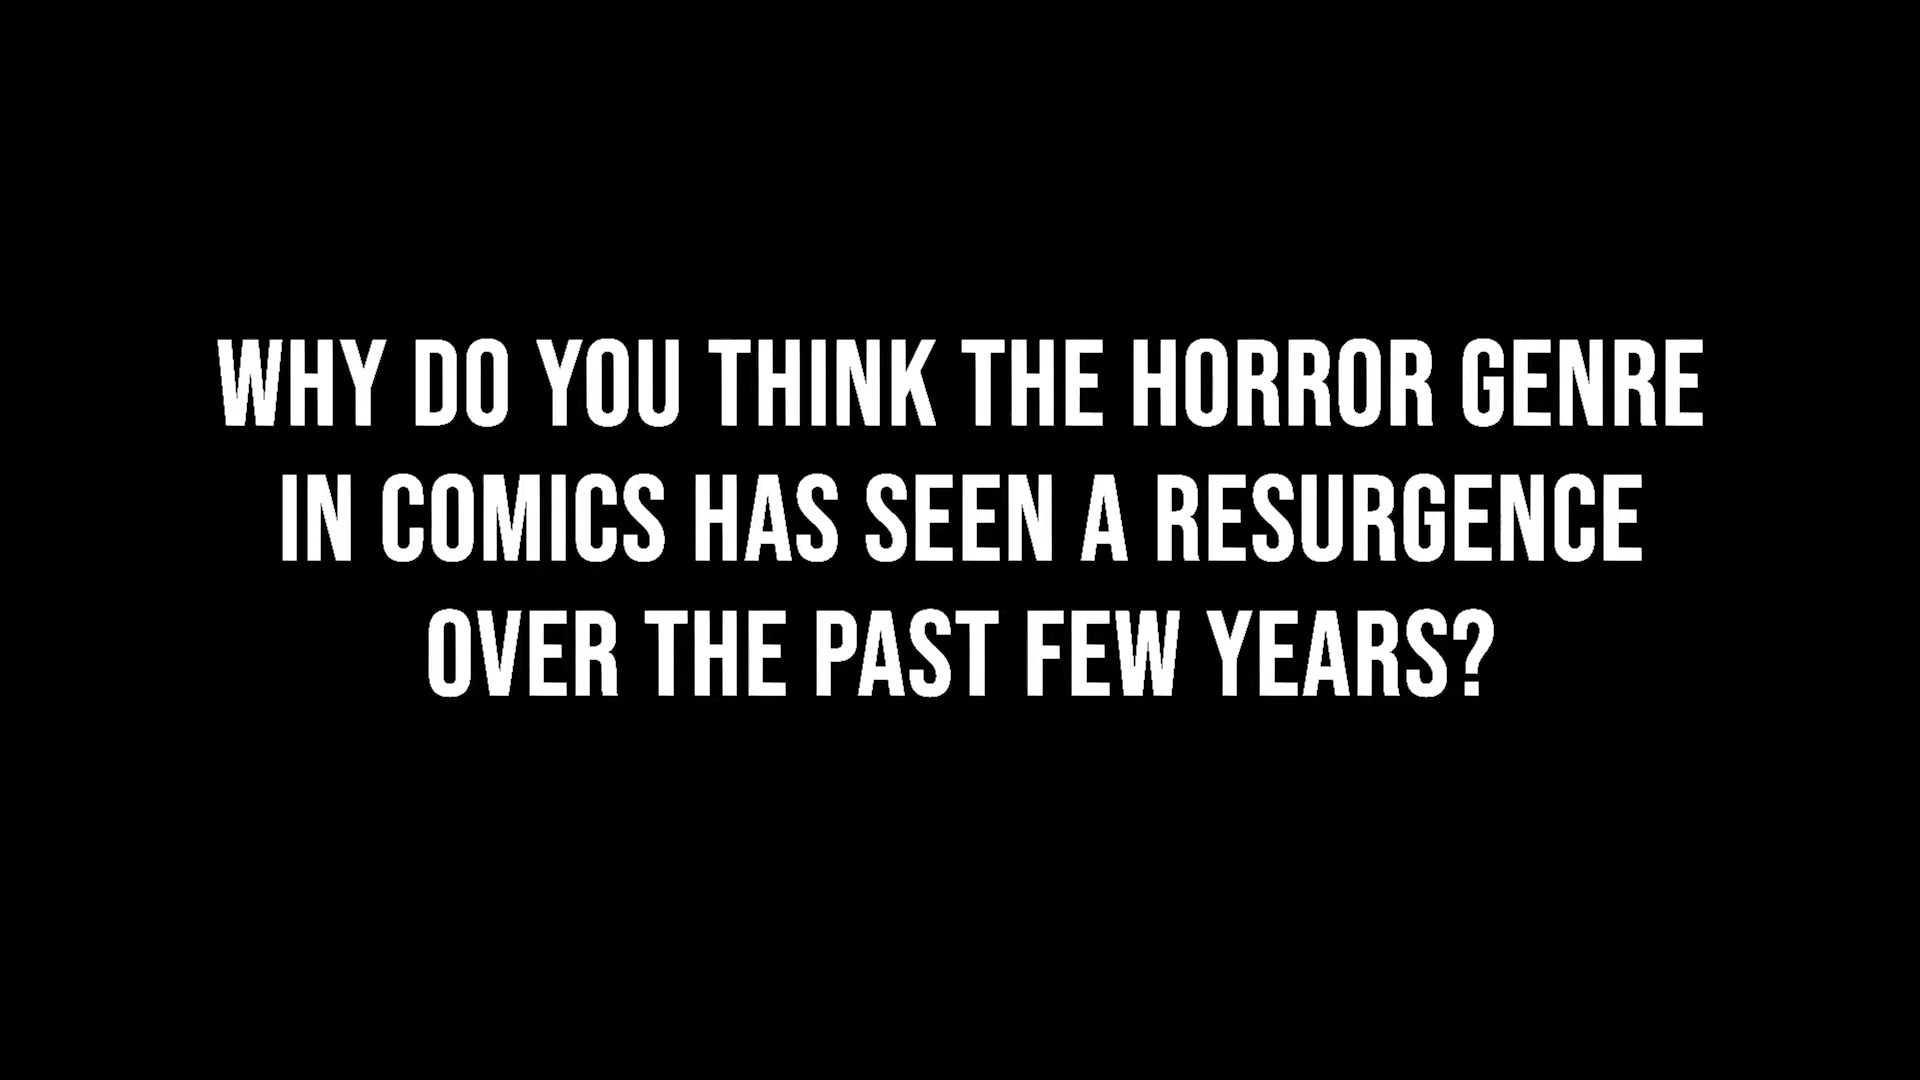 WHY DO YOU THINK THE HORROR GENRE
IN COMICS HAS SEEN A RESURGENCE
OVER THE PAST FEW YEARS?